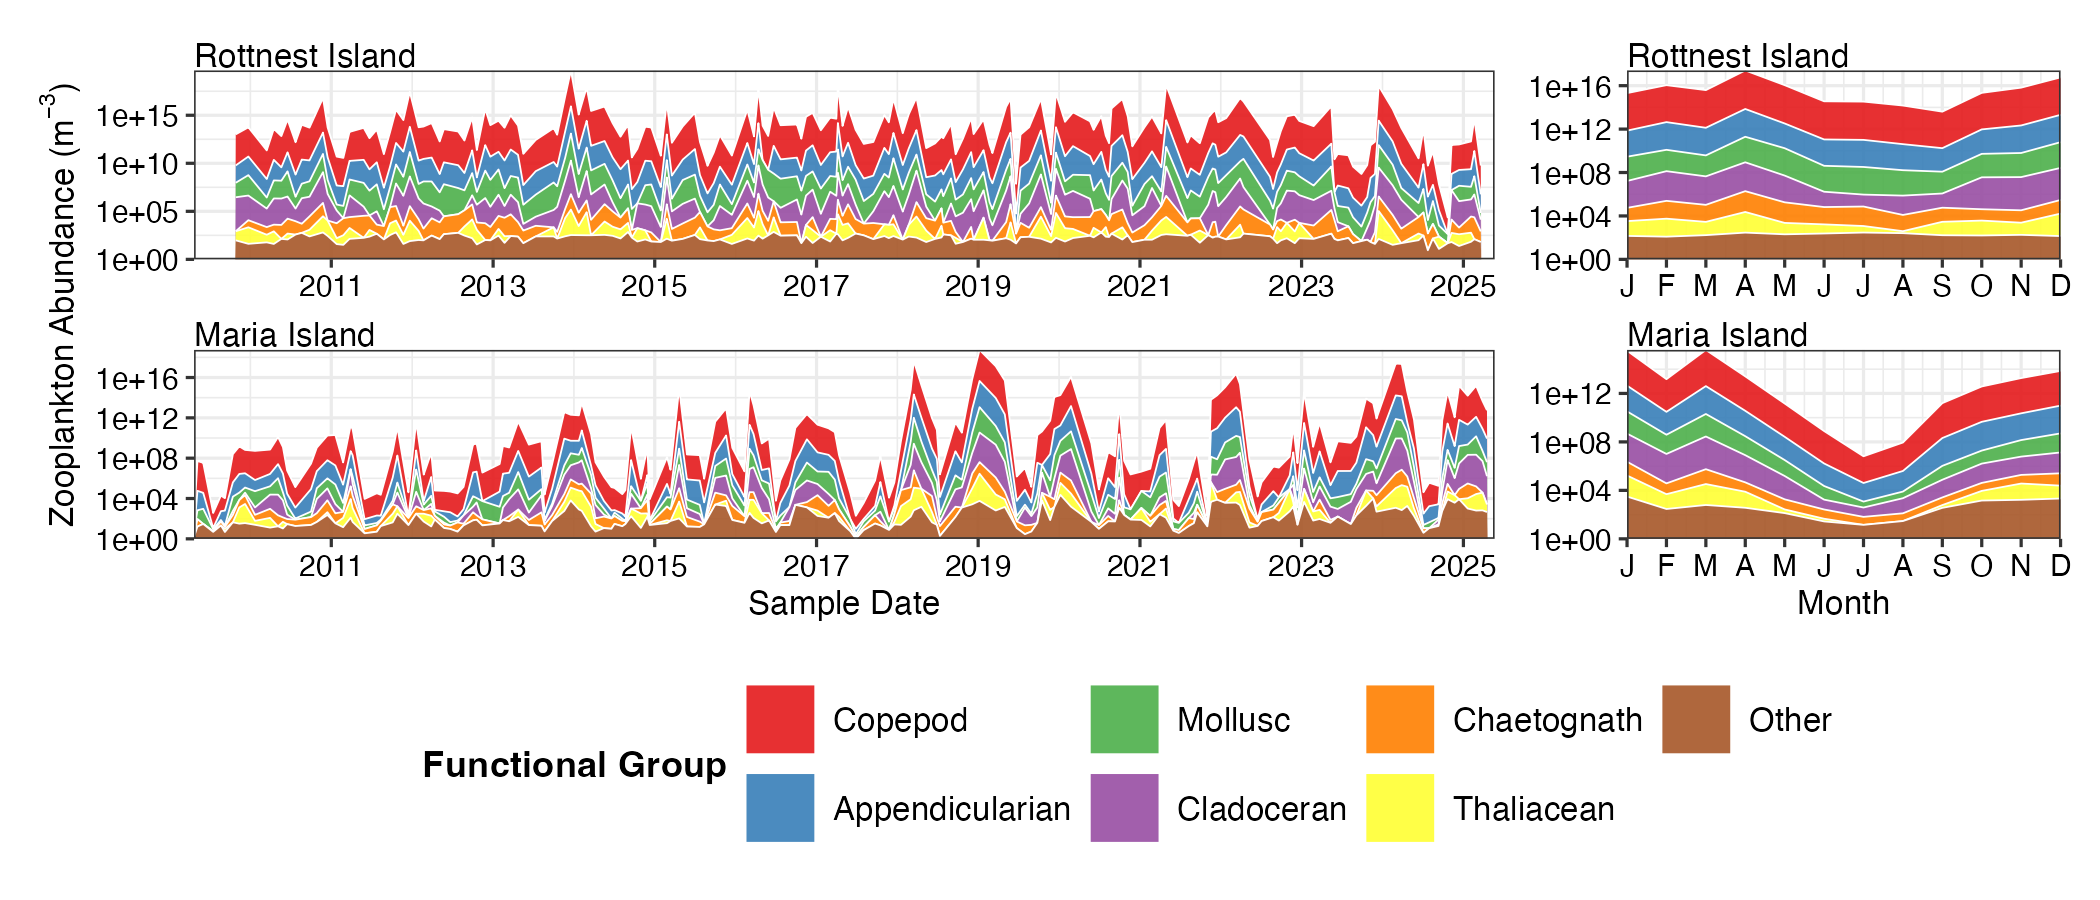 Rottnest Island
Rottnest Island
Zooplankton Abundance (m⁻³)
1e+15
1e+10
1e+05
1e+00
1e+16
1e+12
1e+08
1e+04
1e+00
2011 2013 2015 2017 2019 2021 2023 2025
J F M A M J J A S O N D
Maria Island
Maria Island
1e+16
1e+12
1e+08
1e+04
1e+00
1e+12
1e+08
1e+04
1e+00
2011 2013 2015 2017 2019 2021 2023 2025
J F M A M J J A S O N D
Sample Date
Month
Functional Group
Copepod
Mollusc
Chaetognath
Other
Appendicularian
Cladoceran
Thaliacean